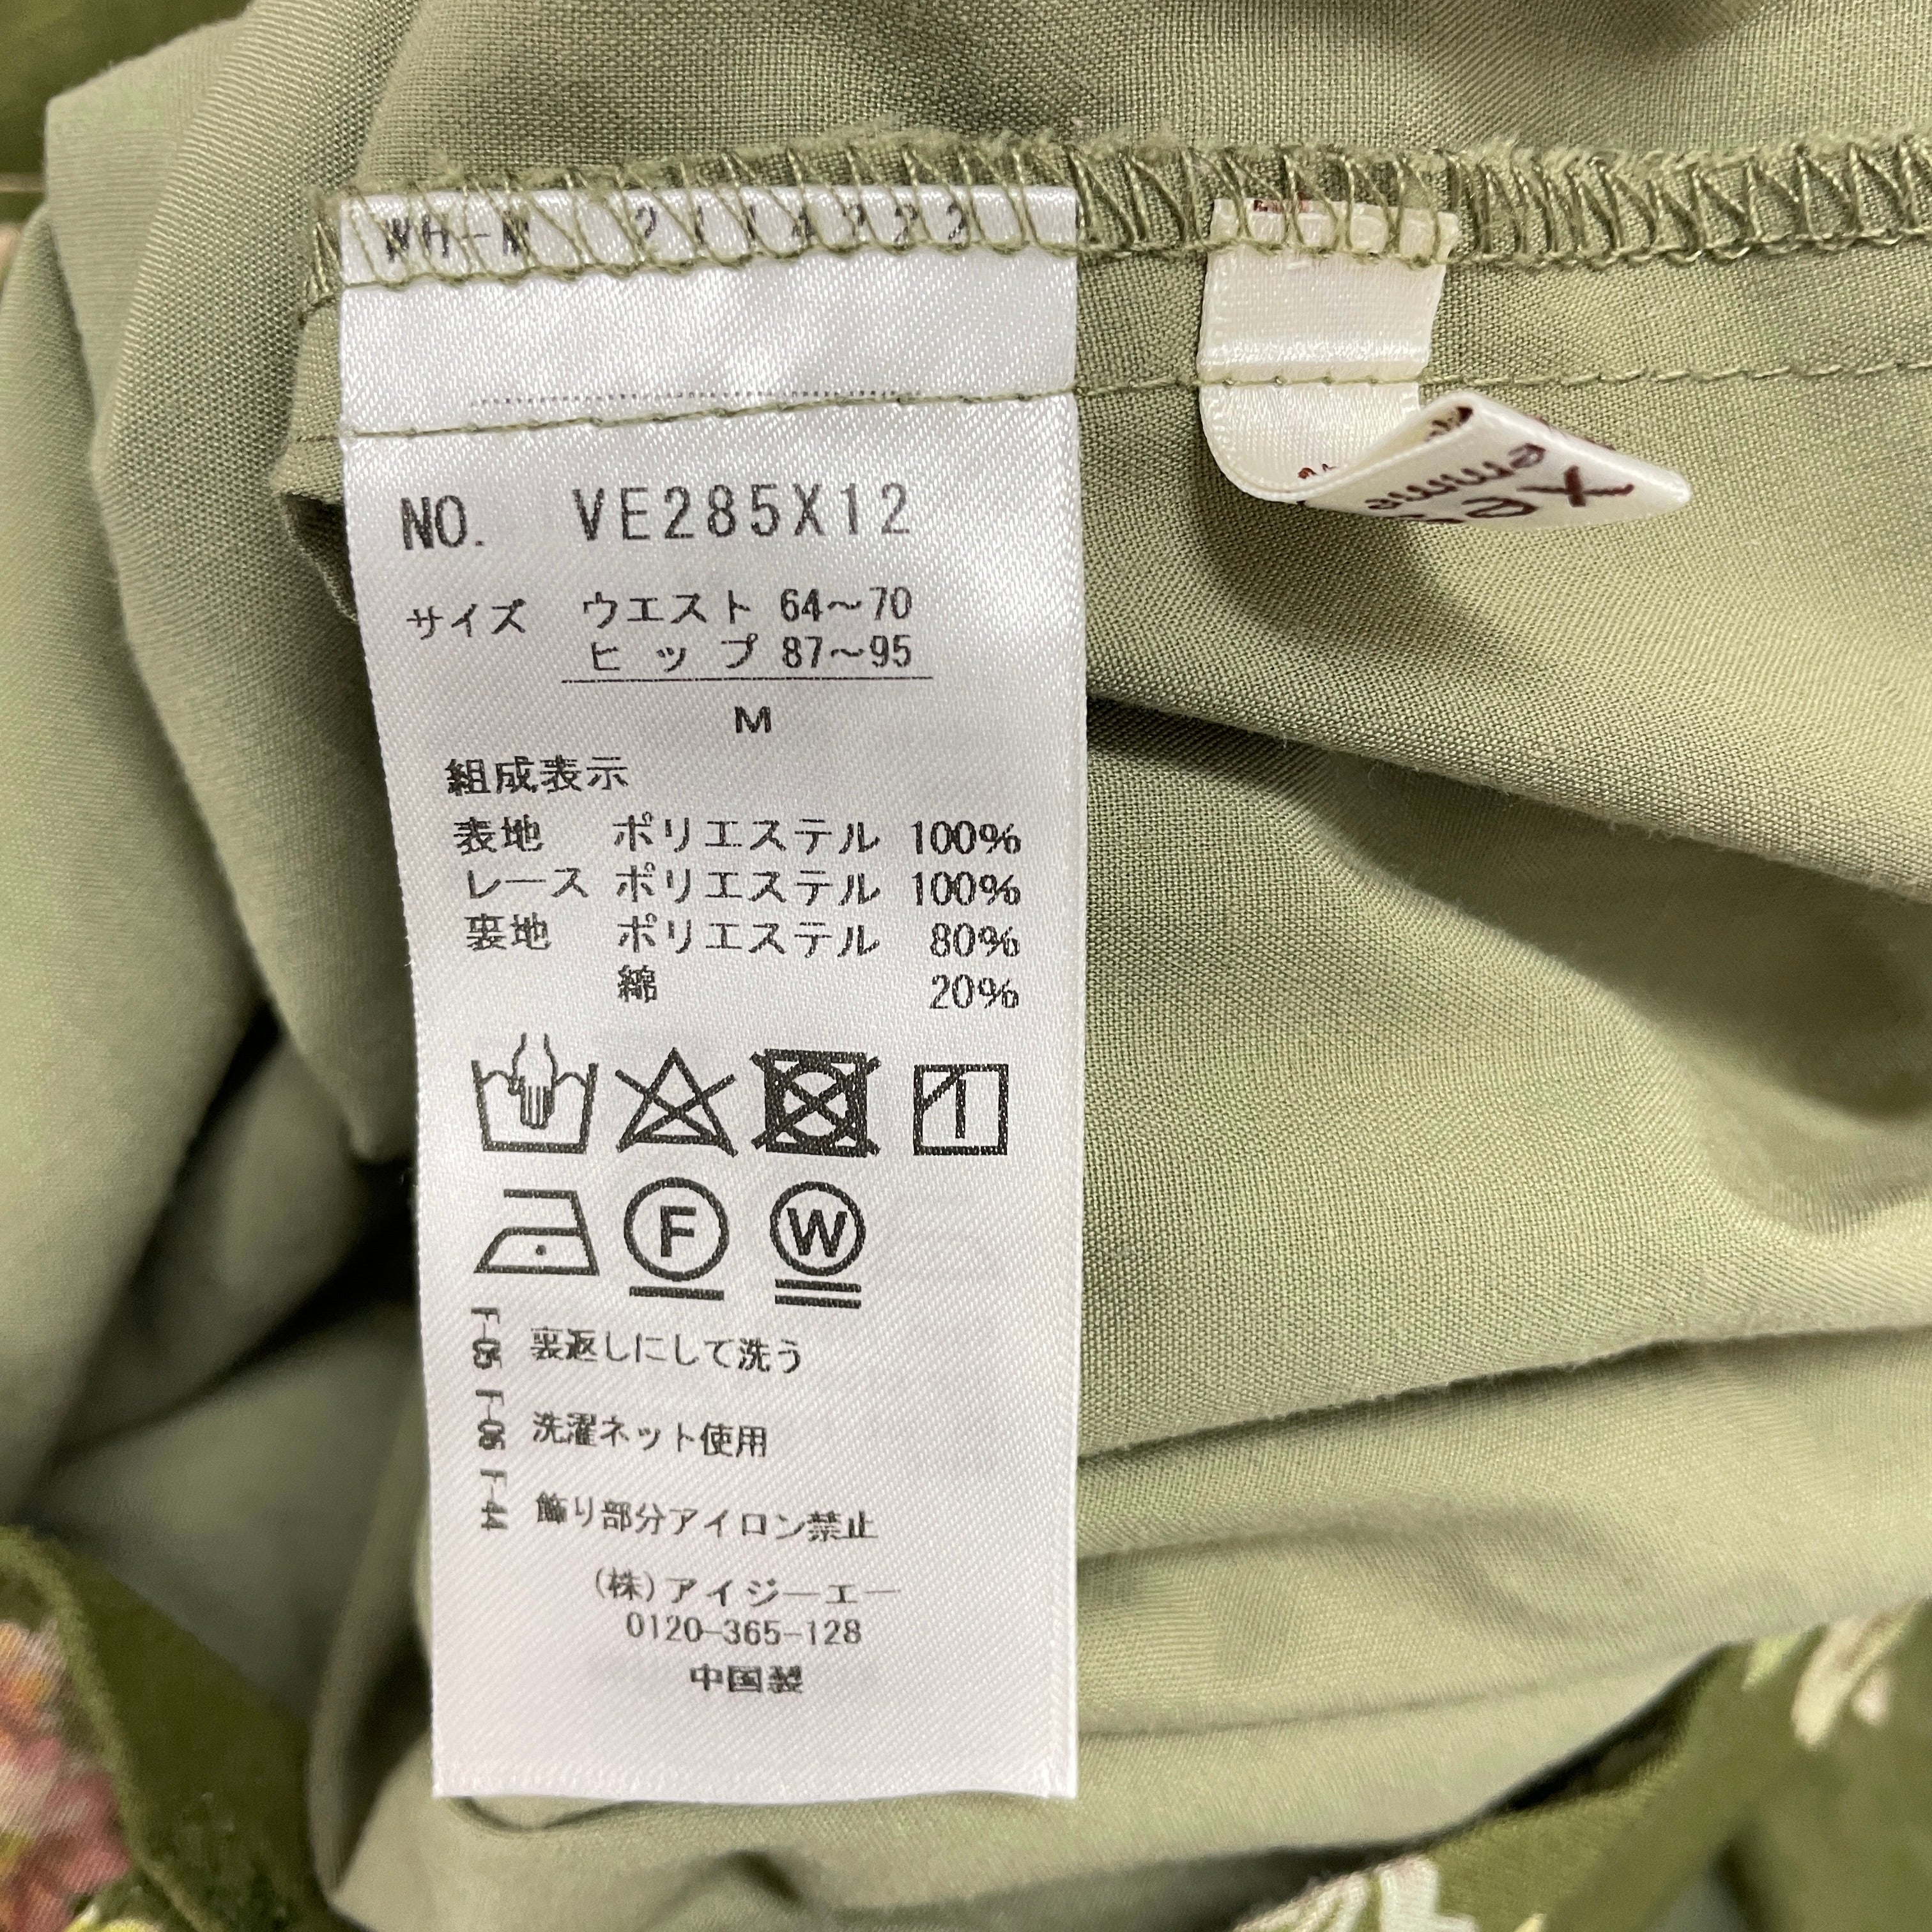 NO. VE285X12
サイズ ウエスト 64〜70
ヒップ 87〜95
M
組成表示
表地 ポリエステル 100%
レース ポリエステル 100%
裏地 ポリエステル 80%
綿 20%
1
F W
F-05 裏返しにして洗う
F-06 洗濯ネット使用
F-44 飾り部分アイロン禁止
(株)アイジーエー
0120-365-128
中国製